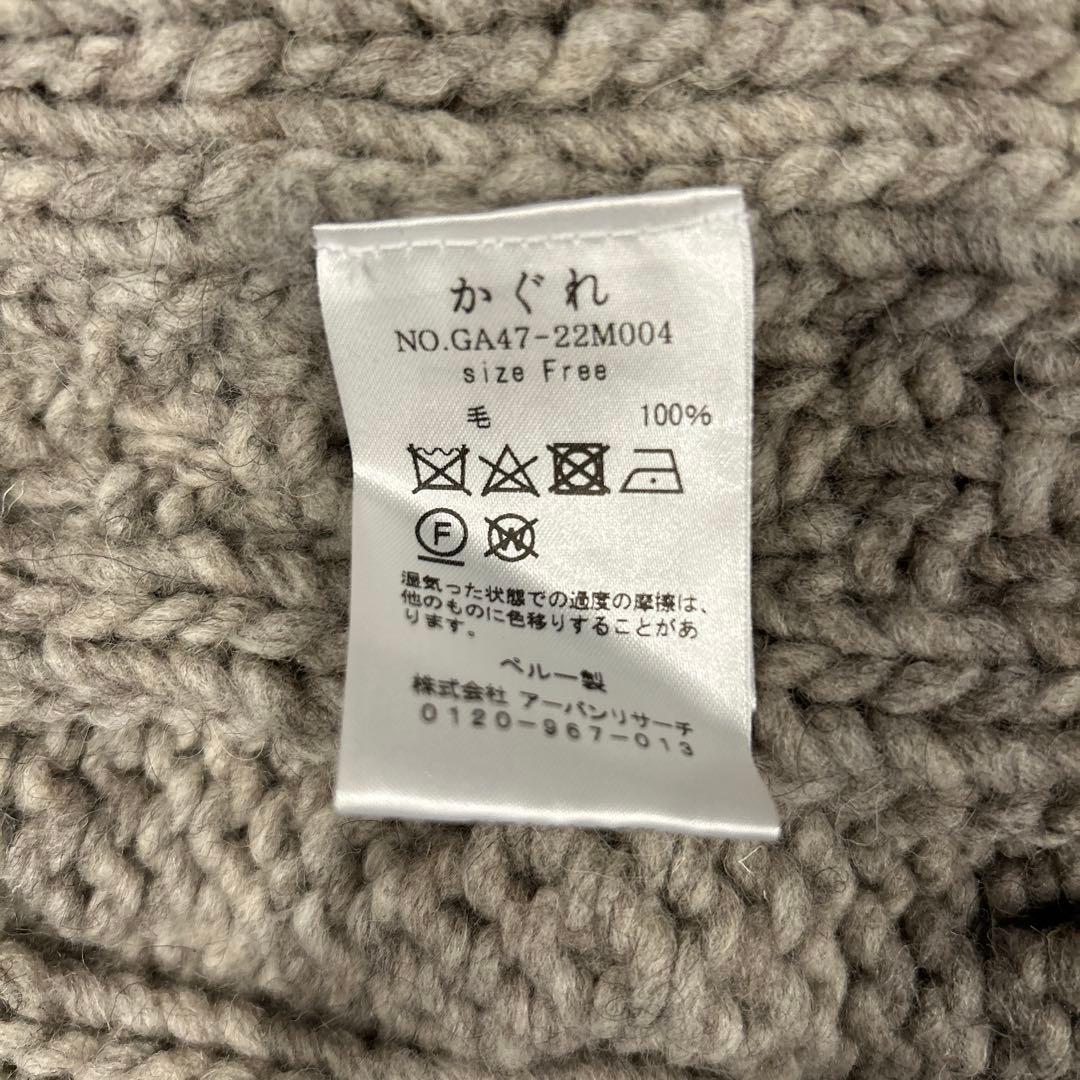 かぐれ
NO.GA47-22M004
size Free
毛 100%
F W
湿気った状態での過度の摩擦は、
他のものに色移りすることがあ
ります。
ペルー製
株式会社 アーバンリサーチ
0120-967-013